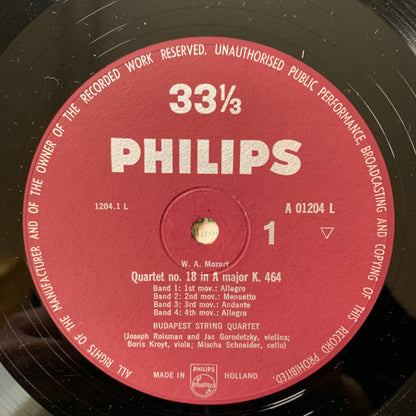 ALL RIGHTS OF THE MANUFACTURER AND OF THE OWNER OF THE RECORDED WORK RESERVED. UNAUTHORISED PUBLIC PERFORMANCE, BROADCASTING AND COPYING OF THIS RECORD PROHIBITED.
33⅓
PHILIPS
1204.1 L
A 01204 L
1 ▽
W. A. Mozart
Quartet no. 18 in A major K. 464
Band 1: 1st mov.: Allegro
Band 2: 2nd mov.: Menuetto
Band 3: 3rd mov.: Andante
Band 4: 4th mov.: Allegro
BUDAPEST STRING QUARTET
(Joseph Roisman and Jac Gorodetzky, violins;
Boris Kroyt, viola; Mischa Schneider, cello)
MADE IN HOLLAND
PHILIPS